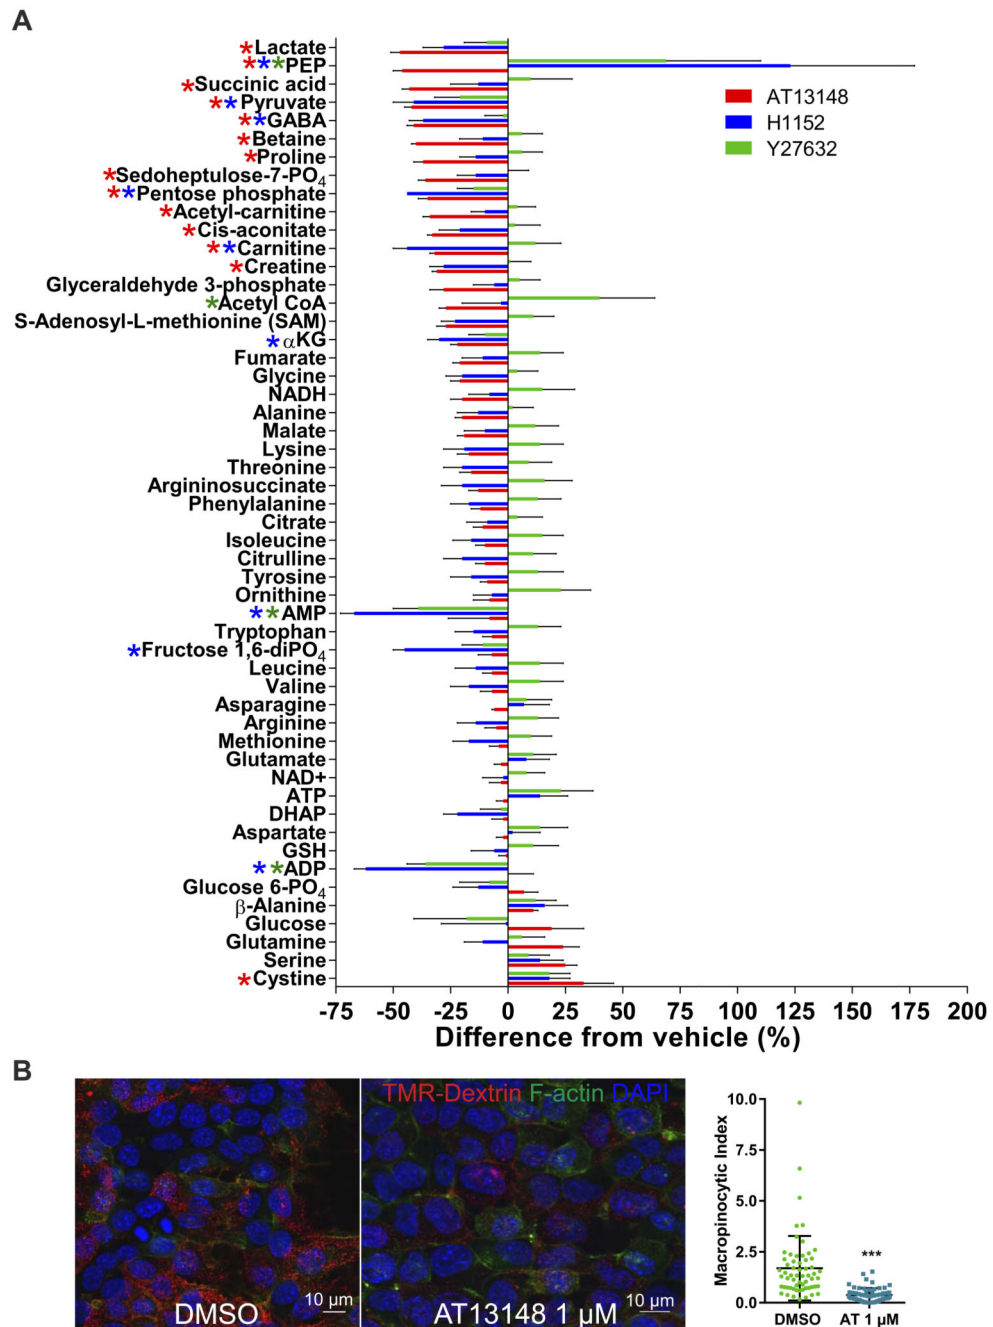 A
*Lactate
***PEP
*Succinic acid
**Pyruvate
**GABA
*Betaine
*Proline
*Sedoheptulose-7-PO4
**Pentose phosphate
*Acetyl-carnitine
*Cis-aconitate
**Carnitine
*Creatine
Glyceraldehyde 3-phosphate
*Acetyl CoA
S-Adenosyl-L-methionine (SAM)
*αKG
Fumarate
Glycine
NADH
Alanine
Malate
Lysine
Threonine
Argininosuccinate
Phenylalanine
Citrate
Isoleucine
Citrulline
Tyrosine
Ornithine
**AMP
Tryptophan
*Fructose 1,6-diPO4
Leucine
Valine
Asparagine
Arginine
Methionine
Glutamate
NAD+
ATP
DHAP
Aspartate
GSH
**ADP
Glucose 6-PO4
β-Alanine
Glucose
Glutamine
Serine
*Cystine
AT13148
H1152
Y27632
-75 -50 -25 0 25 50 75 100 125 150 175 200
Difference from vehicle (%)
B
TMR-Dextrin F-actin DAPI
DMSO
10 µm
AT13148 1 µM
10 µm
Macropinocytic Index
10.0
7.5
5.0
2.5
0.0
***
DMSO
AT 1 µM